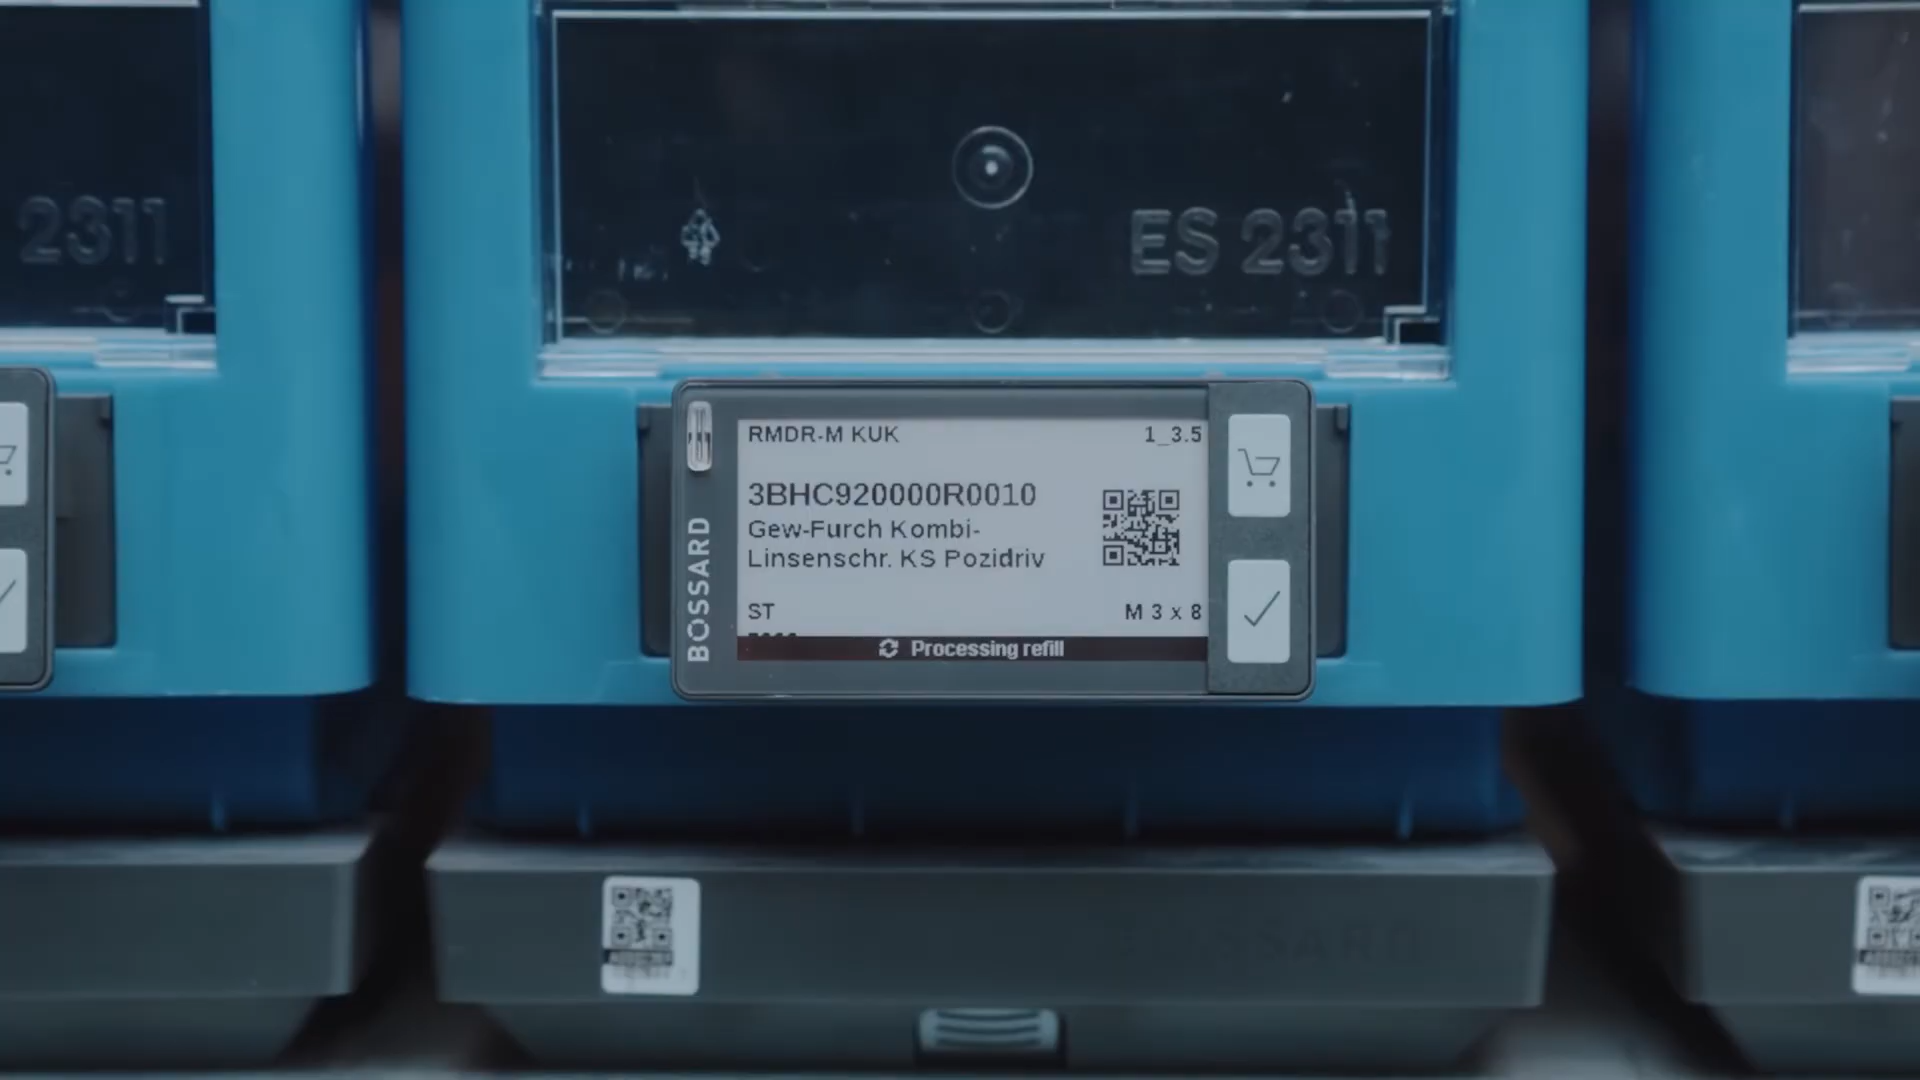 2311
ES 2311
BOSSARD
RMDR-M KUK
1_3.5
3BHC920000R0010
Gew-Furch Kombi-
Linsenschr. KS Pozidriv
ST
M 3 x 8
Processing refill